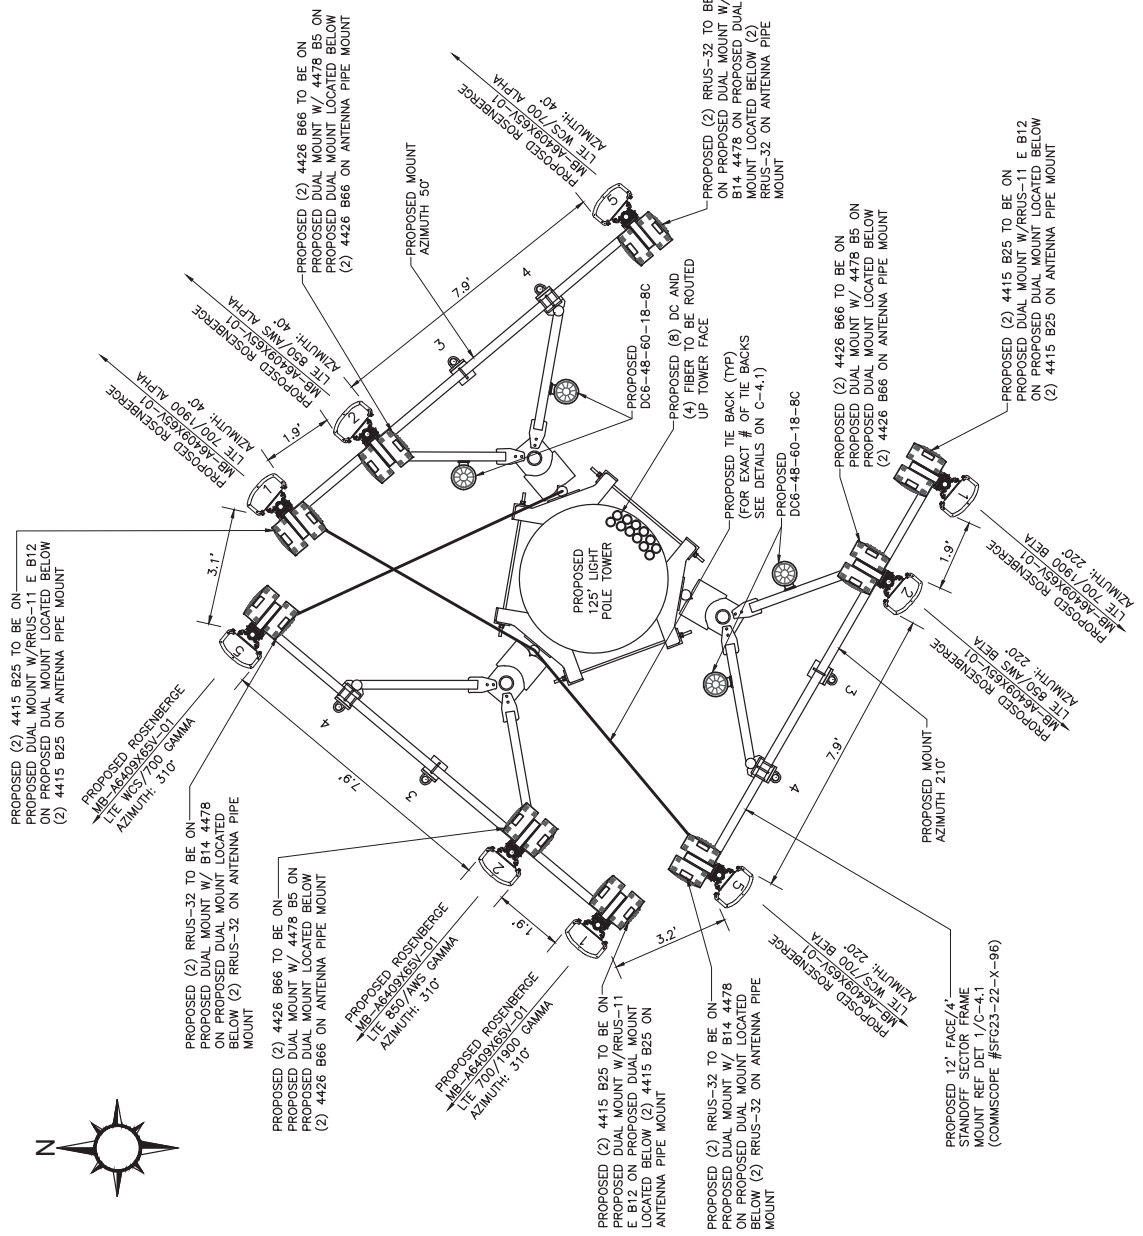 PROPOSED (2) 4426 B66 TO BE ON
PROPOSED DUAL MOUNT W/ 4478 B5 ON
PROPOSED DUAL MOUNT LOCATED BELOW
(2) 4426 B66 ON ANTENNA PIPE MOUNT
PROPOSED MOUNT
AZIMUTH 50°
PROPOSED ROSENBERGE
MB-A6409X65V-01
LTE WCS/700 ALPHA
AZIMUTH: 40°
PROPOSED (2) RRUS-32 TO BE
ON PROPOSED DUAL MOUNT W/
B14 4478 ON PROPOSED DUAL
MOUNT LOCATED BELOW (2)
RRUS-32 ON ANTENNA PIPE
MOUNT
PROPOSED ROSENBERGE
MB-A6409X65V-01
LTE 850/AWS ALPHA
AZIMUTH: 40°
PROPOSED ROSENBERGE
MB-A6409X65V-01
LTE 700/1900 ALPHA
AZIMUTH: 40°
7.9'
1.9'
3.1'
1
2
3
4
5
PROPOSED
DC6-48-60-18-8C
PROPOSED (8) DC AND
(4) FIBER TO BE ROUTED
UP TOWER FACE
PROPOSED TIE BACK (TYP)
(FOR EXACT # OF TIE BACKS
SEE DETAILS ON C-4.1)
PROPOSED
DC6-48-60-18-8C
PROPOSED
125' LIGHT
POLE TOWER
PROPOSED (2) 4415 B25 TO BE ON
PROPOSED DUAL MOUNT W/RRUS-11 E B12
ON PROPOSED DUAL MOUNT LOCATED BELOW
(2) 4415 B25 ON ANTENNA PIPE MOUNT
PROPOSED ROSENBERGE
MB-A6409X65V-01
LTE WCS/700 GAMMA
AZIMUTH: 310°
PROPOSED (2) RRUS-32 TO BE ON
PROPOSED DUAL MOUNT W/ B14 4478
ON PROPOSED DUAL MOUNT LOCATED
BELOW (2) RRUS-32 ON ANTENNA PIPE
MOUNT
PROPOSED (2) 4426 B66 TO BE ON
PROPOSED DUAL MOUNT W/ 4478 B5 ON
PROPOSED DUAL MOUNT LOCATED BELOW
(2) 4426 B66 ON ANTENNA PIPE MOUNT
PROPOSED ROSENBERGE
MB-A6409X65V-01
LTE 850/AWS GAMMA
AZIMUTH: 310°
PROPOSED ROSENBERGE
MB-A6409X65V-01
LTE 700/1900 GAMMA
AZIMUTH: 310°
7.9'
1.9'
3.2'
5
4
3
2
1
PROPOSED (2) 4426 B66 TO BE ON
PROPOSED DUAL MOUNT W/ 4478 B5 ON
PROPOSED DUAL MOUNT LOCATED BELOW
(2) 4426 B66 ON ANTENNA PIPE MOUNT
PROPOSED (2) 4415 B25 TO BE ON
PROPOSED DUAL MOUNT W/RRUS-11 E B12
ON PROPOSED DUAL MOUNT LOCATED BELOW
(2) 4415 B25 ON ANTENNA PIPE MOUNT
PROPOSED ROSENBERGE
MB-A6409X65V-01
LTE 700/1900 BETA
AZIMUTH: 220°
PROPOSED ROSENBERGE
MB-A6409X65V-01
LTE 850/AWS BETA
AZIMUTH: 220°
1.9'
7.9'
1
2
3
4
5
PROPOSED MOUNT
AZIMUTH 210°
PROPOSED ROSENBERGE
MB-A6409X65V-01
LTE WCS/700 BETA
AZIMUTH: 220°
PROPOSED (2) 4415 B25 TO BE ON
PROPOSED DUAL MOUNT W/RRUS-11
E B12 ON PROPOSED DUAL MOUNT
LOCATED BELOW (2) 4415 B25 ON
ANTENNA PIPE MOUNT
PROPOSED (2) RRUS-32 TO BE ON
PROPOSED DUAL MOUNT W/ B14 4478
ON PROPOSED DUAL MOUNT LOCATED
BELOW (2) RRUS-32 ON ANTENNA PIPE
MOUNT
PROPOSED 12' FACE/4'
STANDOFF SECTOR FRAME
MOUNT REF DET 1/C-4.1
(COMMSCOPE #SFG23-22-X-96)
N